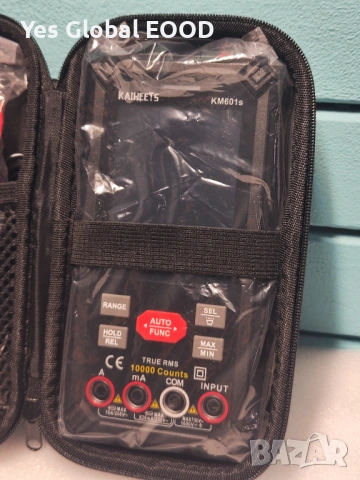 Yes Global EOOD
KAIWEETS KM601s
RANGE
AUTO
FUNC
SEL
HOLD
REL
MAX
MIN
CE
TRUE RMS
10000 Counts
A mA COM INPUT
bazar